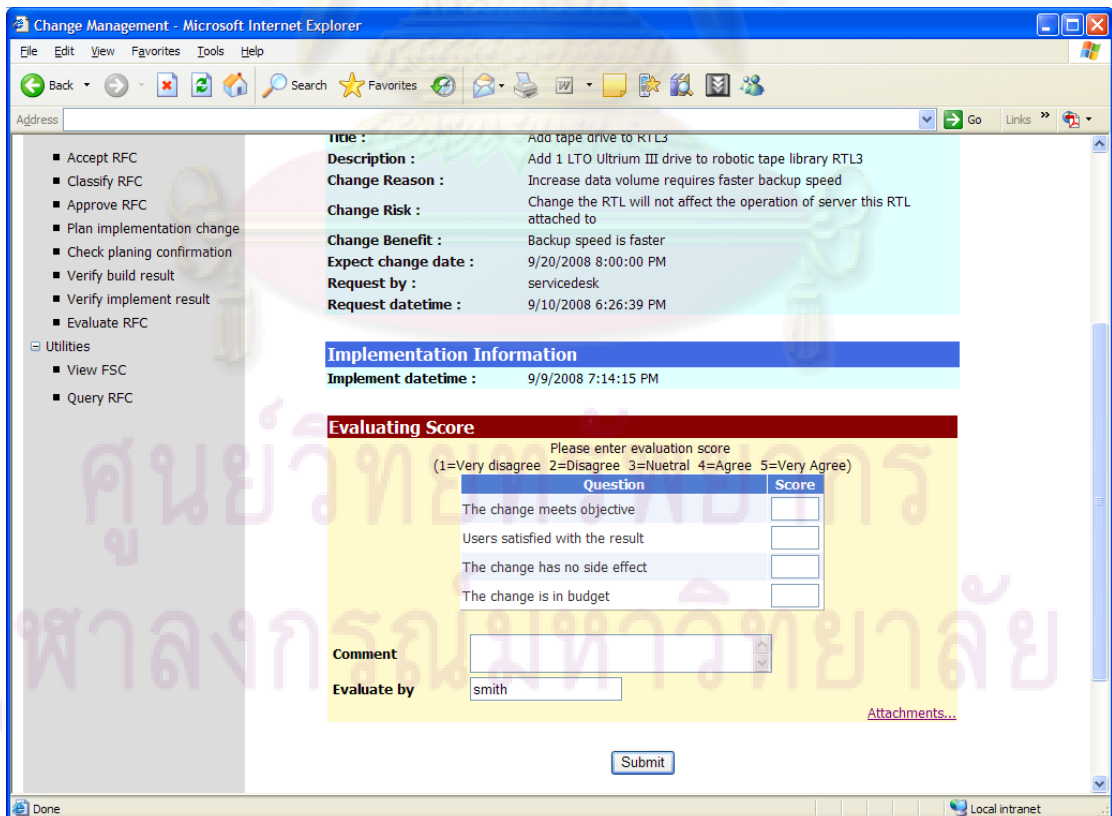 Change Management - Microsoft Internet Explorer
File Edit View Favorites Tools Help
Back Search Favorites
Address Go Links
Accept RFC
Classify RFC
Approve RFC
Plan implementation change
Check planing confirmation
Verify build result
Verify implement result
Evaluate RFC
Utilities
View FSC
Query RFC
Title : Add tape drive to RTL3
Description : Add 1 LTO Ultrium III drive to robotic tape library RTL3
Change Reason : Increase data volume requires faster backup speed
Change Risk : Change the RTL will not affect the operation of server this RTL
attached to
Change Benefit : Backup speed is faster
Expect change date : 9/20/2008 8:00:00 PM
Request by : servicedesk
Request datetime : 9/10/2008 6:26:39 PM
Implementation Information
Implement datetime : 9/9/2008 7:14:15 PM
Evaluating Score
Please enter evaluation score
(1=Very disagree 2=Disagree 3=Nuetral 4=Agree 5=Very Agree)
Question Score
The change meets objective
Users satisfied with the result
The change has no side effect
The change is in budget
Comment
Evaluate by smith
Attachments...
Submit
Done Local intranet
ศูนย์วิทยทรัพยากร
จุฬาลงกรณ์มหาวิทยาลัย